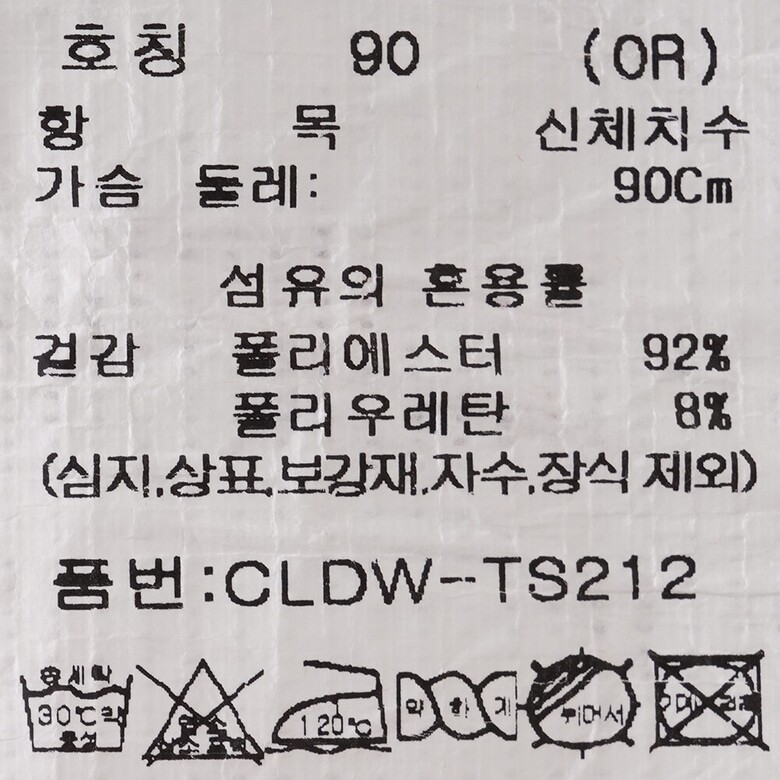 호칭 90 (OR)
항 목 신체치수
가슴 둘레: 90Cm
섬유의 혼용률
겉감 폴리에스터 92%
폴리우레탄 8%
(심지,상표,보강재,자수,장식 제외)
품번:CLDW-TS212
손세탁
30℃약 120℃ 약하게 뉘어서
중성